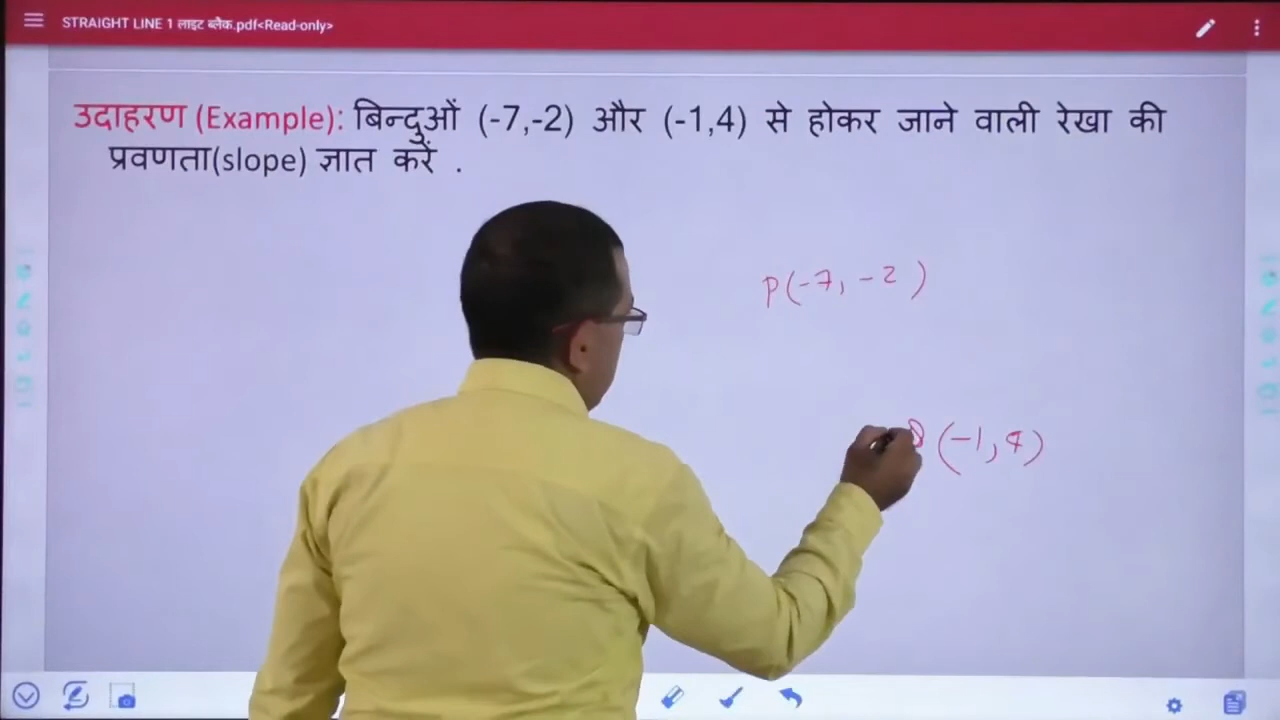 STRAIGHT LINE 1 लाइट ब्लैक.pdf<Read-only>
उदाहरण (Example): बिन्दुओं (-7,-2) और (-1,4) से होकर जाने वाली रेखा की
प्रवणता(slope) ज्ञात करें .
P(-7, -2)
(-1,4)